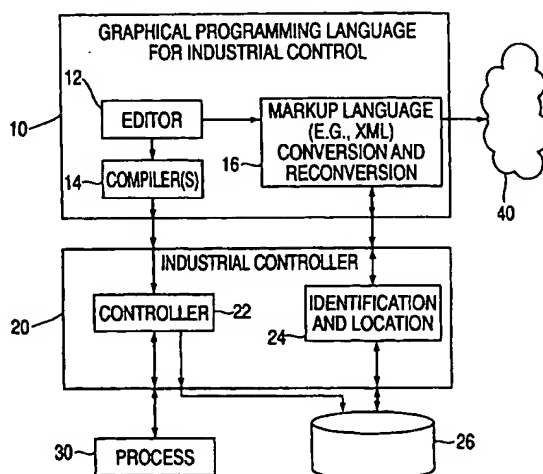 GRAPHICAL PROGRAMMING LANGUAGE
FOR INDUSTRIAL CONTROL
12
EDITOR
10
MARKUP LANGUAGE
(E.G., XML)
CONVERSION AND
RECONVERSION
16
14
COMPILER(S)
40
INDUSTRIAL CONTROLLER
20
CONTROLLER
22
IDENTIFICATION
AND LOCATION
24
30
PROCESS
26